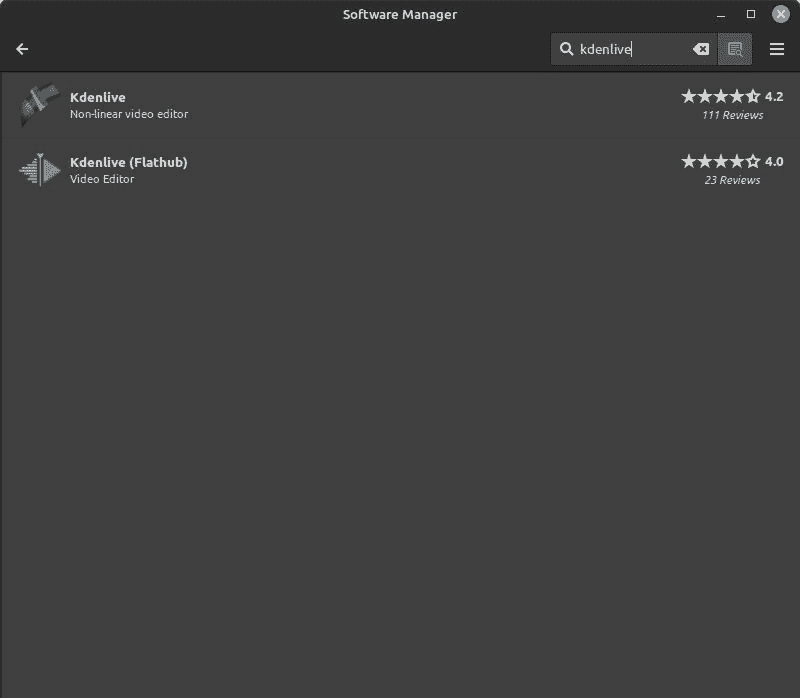 Software Manager
kdenlive
Kdenlive
Non-linear video editor
4.2
111 Reviews
Kdenlive (Flathub)
Video Editor
4.0
23 Reviews